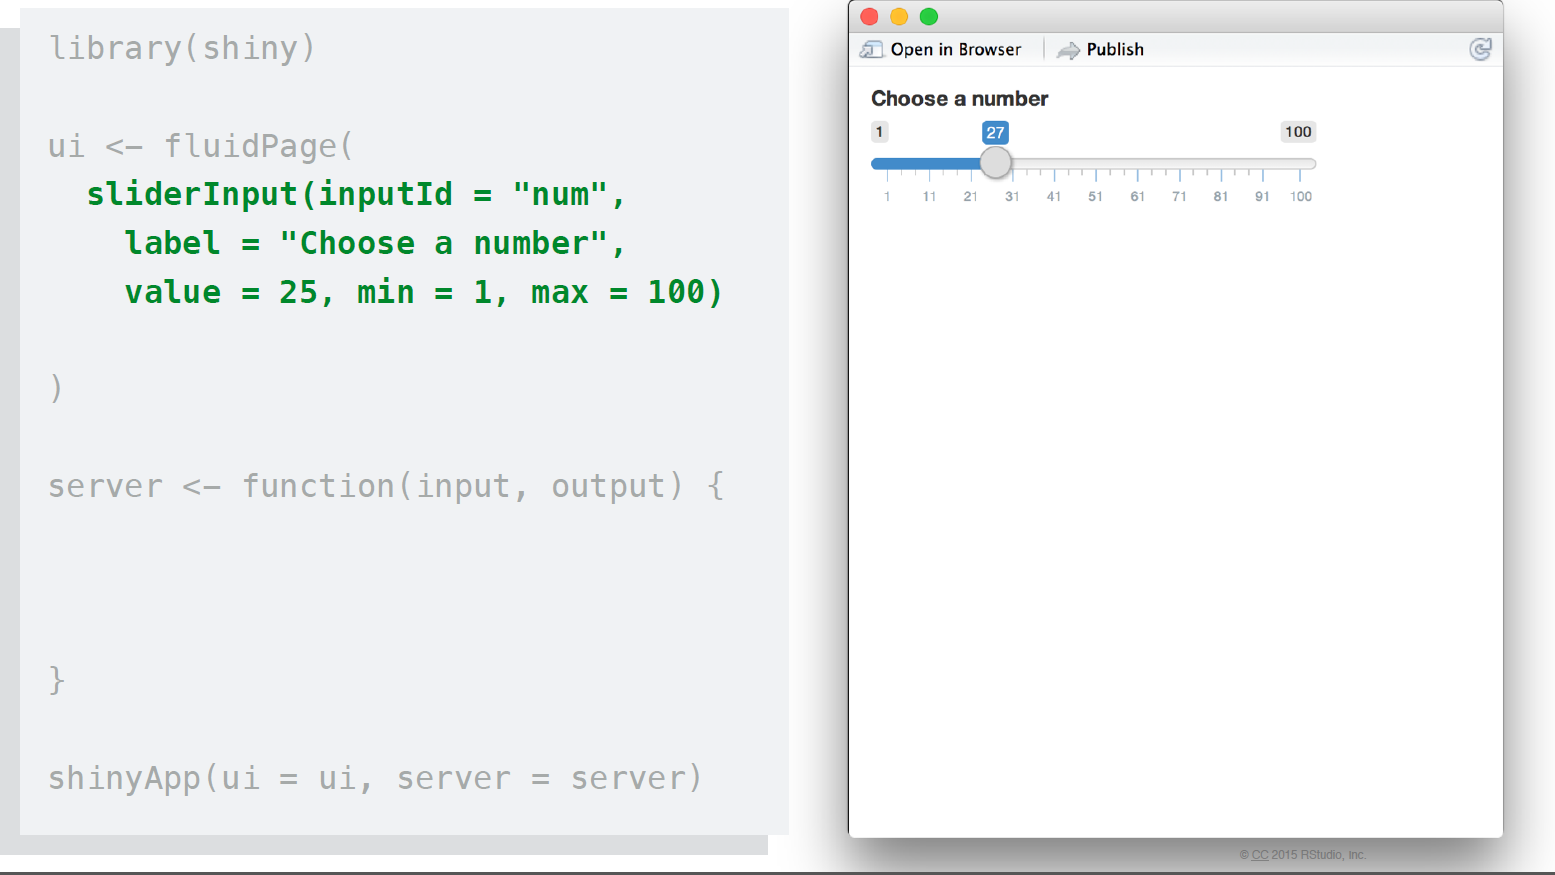 library(shiny)
ui <- fluidPage(
sliderInput(inputId = "num",
label = "Choose a number",
value = 25, min = 1, max = 100)
)
server <- function(input, output) {
}
shinyApp(ui = ui, server = server)
Open in Browser Publish
Choose a number
1 27 100
1 11 21 31 41 51 61 71 81 91 100
© CC 2015 RStudio, Inc.